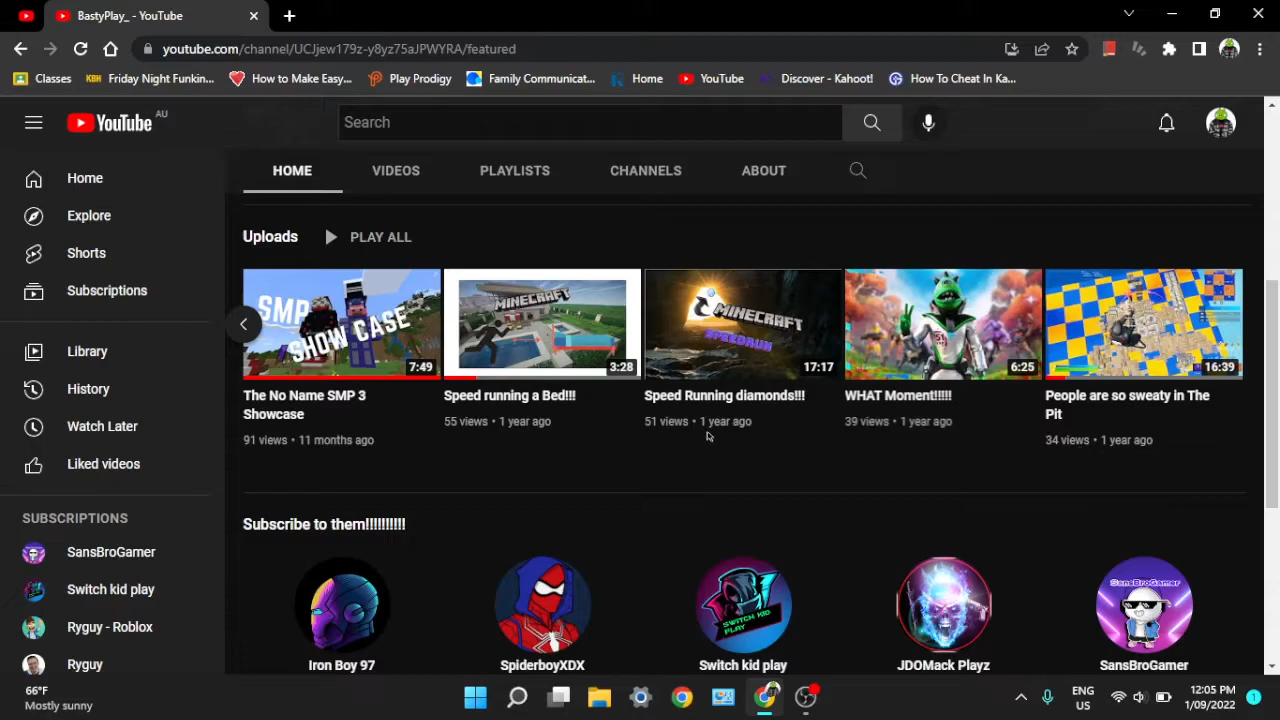 BastyPlay_ - YouTube
youtube.com/channel/UCJjew179z-y8yz75aJPWYRA/featured
Classes
KBH Friday Night Funkin...
How to Make Easy...
Play Prodigy
Family Communicat...
Home
YouTube
Discover - Kahoot!
How To Cheat In Ka...
YouTube AU
Search
HOME VIDEOS PLAYLISTS CHANNELS ABOUT
Home
Explore
Shorts
Subscriptions
Library
History
Watch Later
Liked videos
SUBSCRIPTIONS
SansBroGamer
Switch kid play
Ryguy - Roblox
Ryguy
Uploads PLAY ALL
SMP
SHOW CASE
7:49
The No Name SMP 3
Showcase
91 views • 11 months ago
MINECRAFT
3:28
Speed running a Bed!!!
55 views • 1 year ago
MINECRAFT
SPEEDRUN
17:17
Speed Running diamonds!!!
51 views • 1 year ago
6:25
WHAT Moment!!!!!
39 views • 1 year ago
16:39
People are so sweaty in The
Pit
34 views • 1 year ago
Subscribe to them!!!!!!!!!!
Iron Boy 97
SpiderboyXDX
SWITCH KID
PLAY
Switch kid play
JDOMack Playz
SansBroGamer
SansBroGamer
66°F
Mostly sunny
ENG
US
12:05 PM
1/09/2022
1